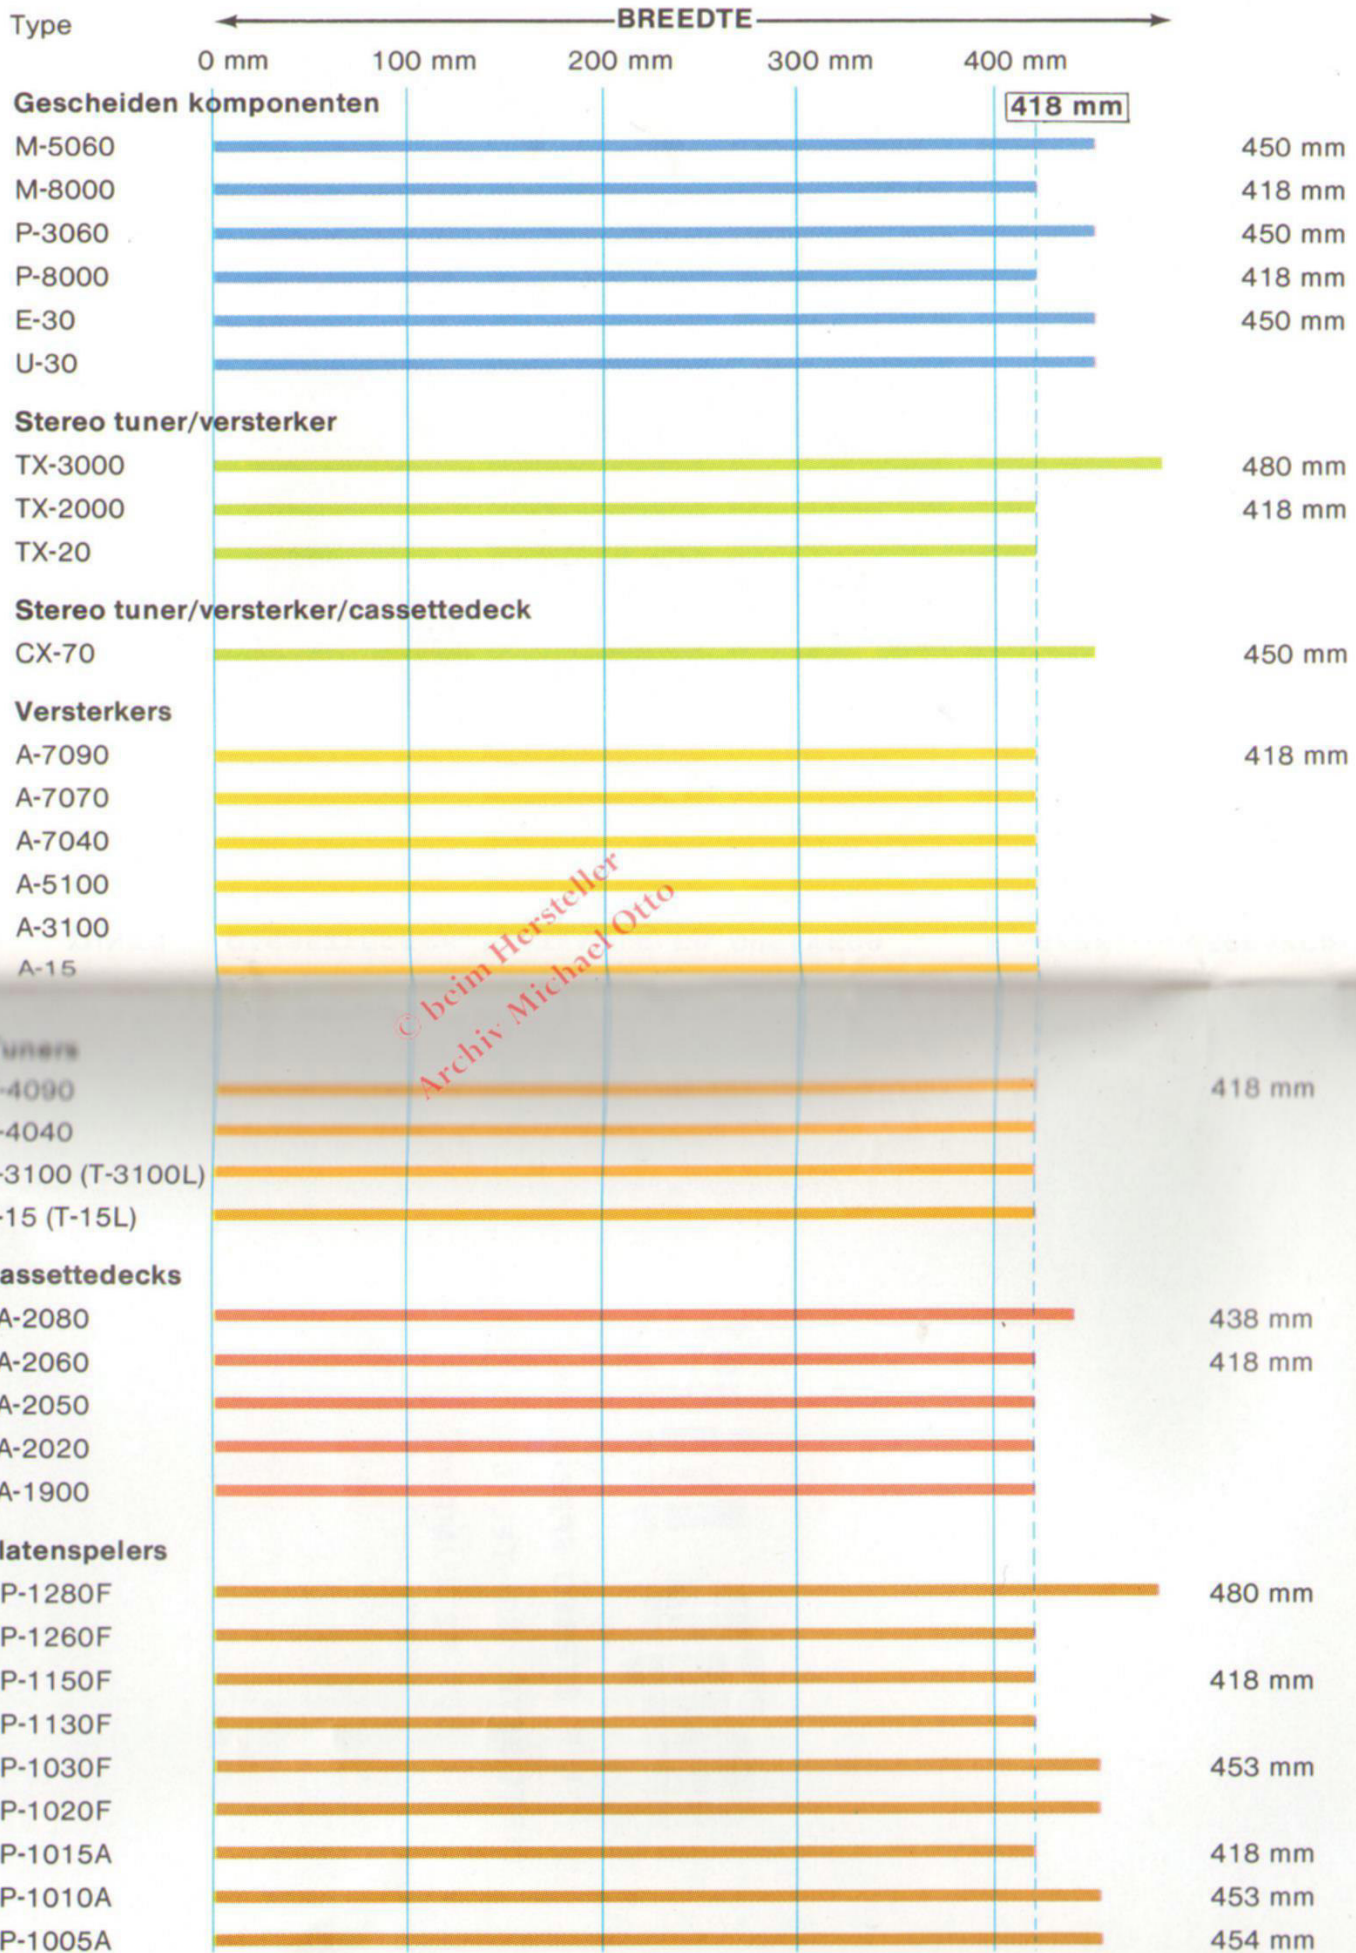 Type BREEDTE
0 mm 100 mm 200 mm 300 mm 400 mm
Gescheiden komponenten 418 mm
M-5060 450 mm
M-8000 418 mm
P-3060 450 mm
P-8000 418 mm
E-30 450 mm
U-30
Stereo tuner/versterker
TX-3000 480 mm
TX-2000 418 mm
TX-20
Stereo tuner/versterker/cassettedeck
CX-70 450 mm
Versterkers
A-7090 418 mm
A-7070
A-7040
A-5100
A-3100
A-15
© beim Hersteller
Archiv Michael Otto
uners
-4090 418 mm
-4040
-3100 (T-3100L)
-15 (T-15L)
assettedecks
A-2080 438 mm
A-2060 418 mm
A-2050
A-2020
A-1900
latenspelers
P-1280F 480 mm
P-1260F
P-1150F 418 mm
P-1130F
P-1030F 453 mm
P-1020F
P-1015A 418 mm
P-1010A 453 mm
P-1005A 454 mm